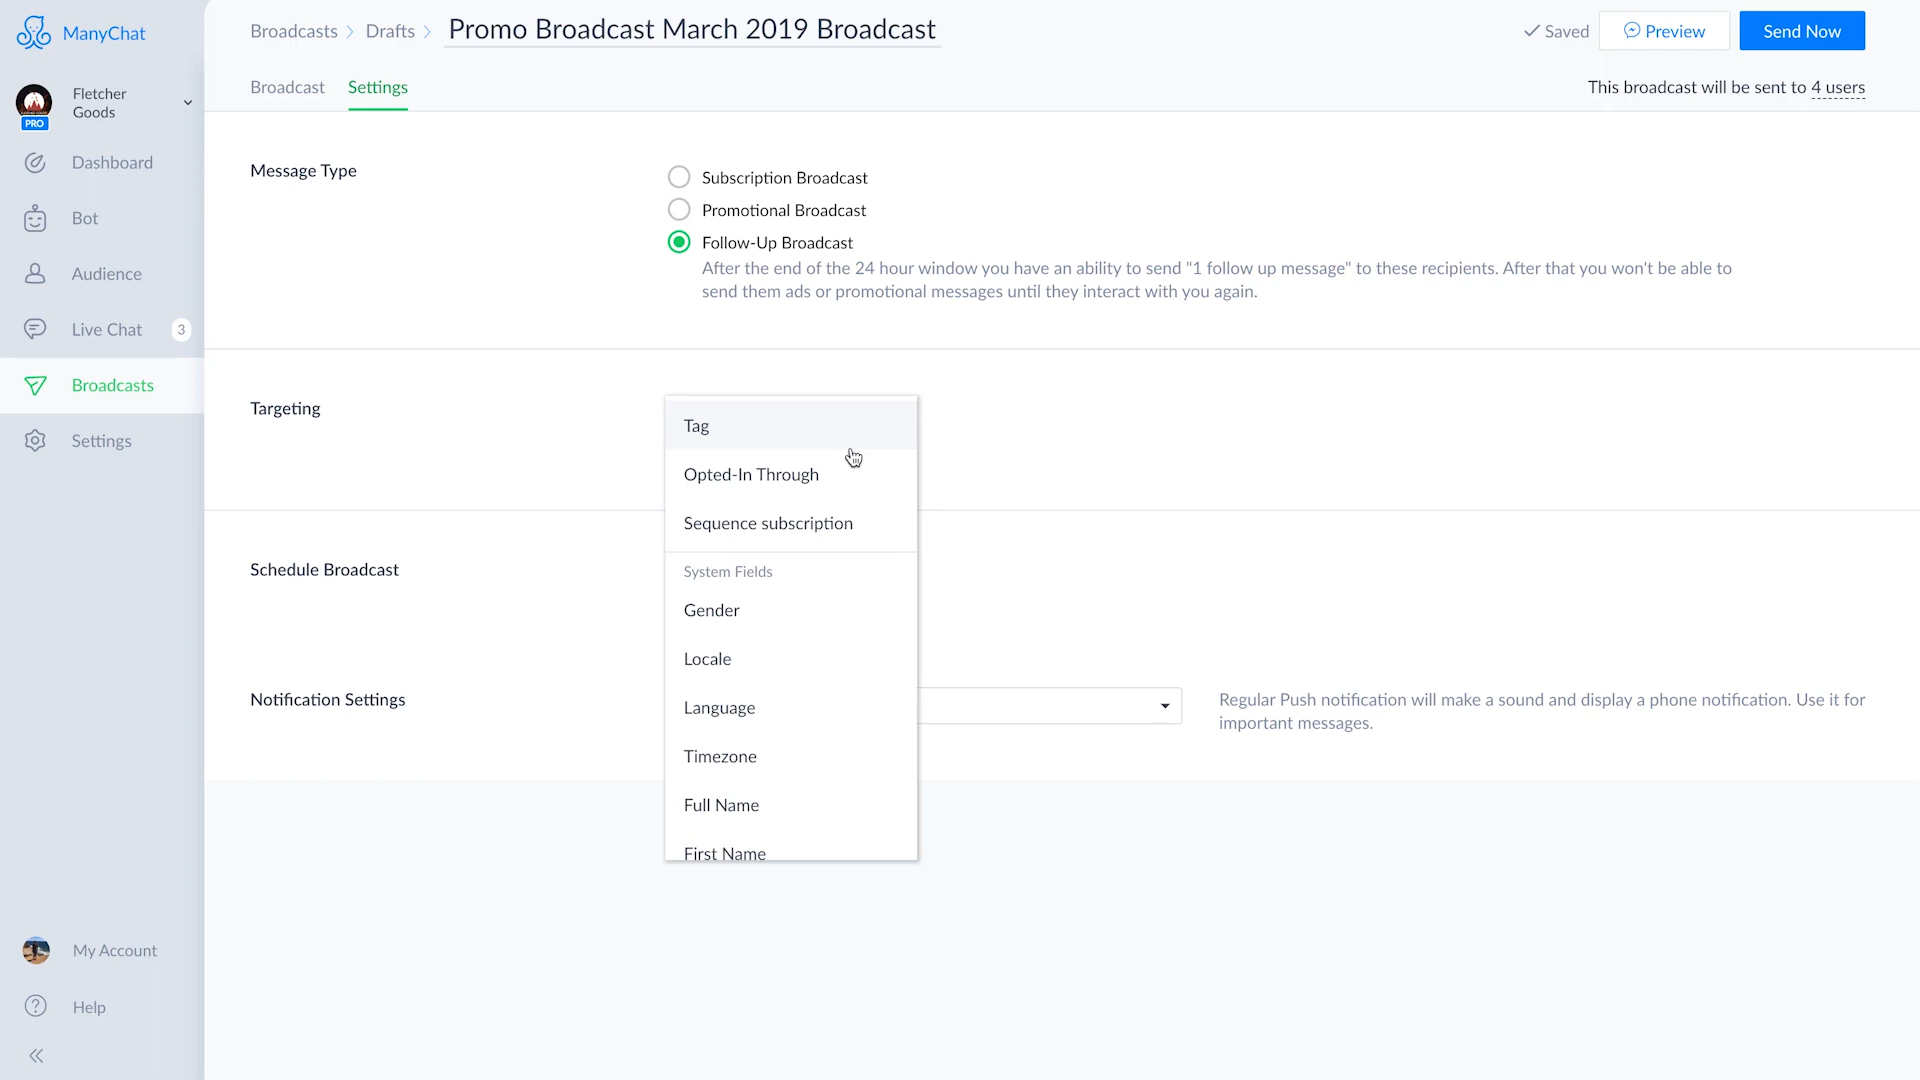 ManyChat
Fletcher
Goods
PRO
Dashboard
Bot
Audience
Live Chat
3
Broadcasts
Settings
My Account
Help
Broadcasts
Drafts
Promo Broadcast March 2019 Broadcast
Saved
Preview
Send Now
Broadcast
Settings
This broadcast will be sent to 4 users
Message Type
Subscription Broadcast
Promotional Broadcast
Follow-Up Broadcast
After the end of the 24 hour window you have an ability to send "1 follow up message" to these recipients. After that you won't be able to
send them ads or promotional messages until they interact with you again.
Targeting
Tag
Opted-In Through
Sequence subscription
System Fields
Gender
Locale
Language
Timezone
Full Name
First Name
Schedule Broadcast
Notification Settings
Regular Push notification will make a sound and display a phone notification. Use it for
important messages.